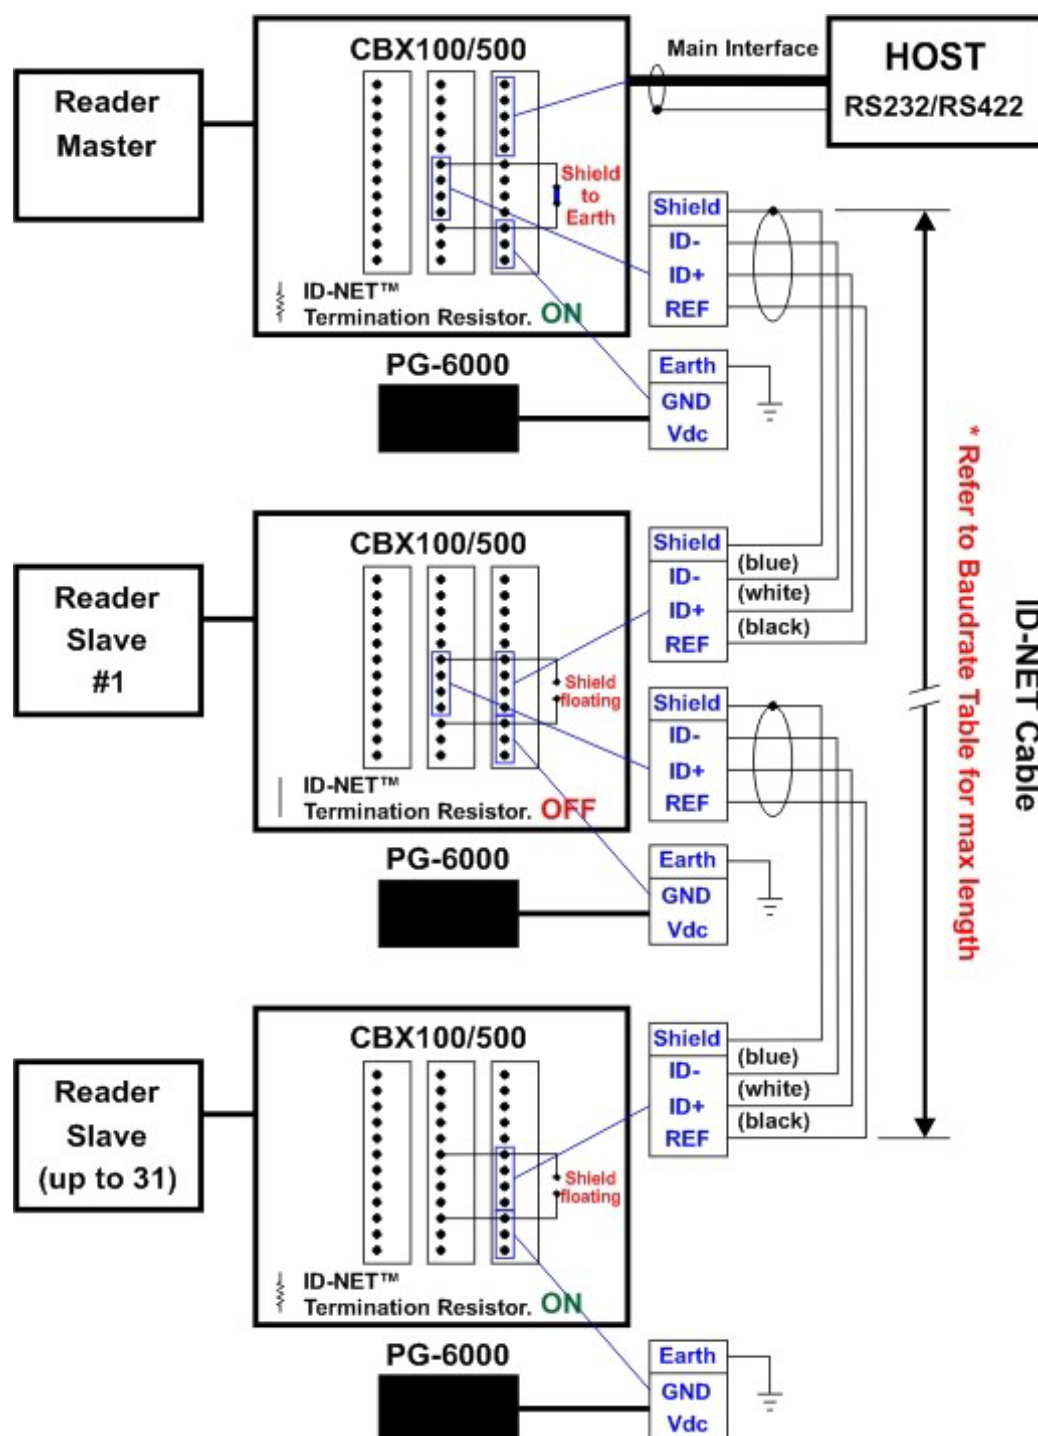 CBX100/500
Main Interface
HOST
RS232/RS422
Reader
Master
Shield
to
Earth
Shield
ID-
ID+
REF
ID-NET™
Termination Resistor. ON
PG-6000
Earth
GND
Vdc
CBX100/500
Reader
Slave
#1
Shield
(blue)
ID-
(white)
ID+
(black)
REF
Shield
floating
Shield
ID-
ID+
REF
ID-NET™
Termination Resistor. OFF
PG-6000
Earth
GND
Vdc
* Refer to Baudrate Table for max length
ID-NET Cable
CBX100/500
Reader
Slave
(up to 31)
Shield
(blue)
ID-
(white)
ID+
(black)
REF
Shield
floating
ID-NET™
Termination Resistor. ON
PG-6000
Earth
GND
Vdc